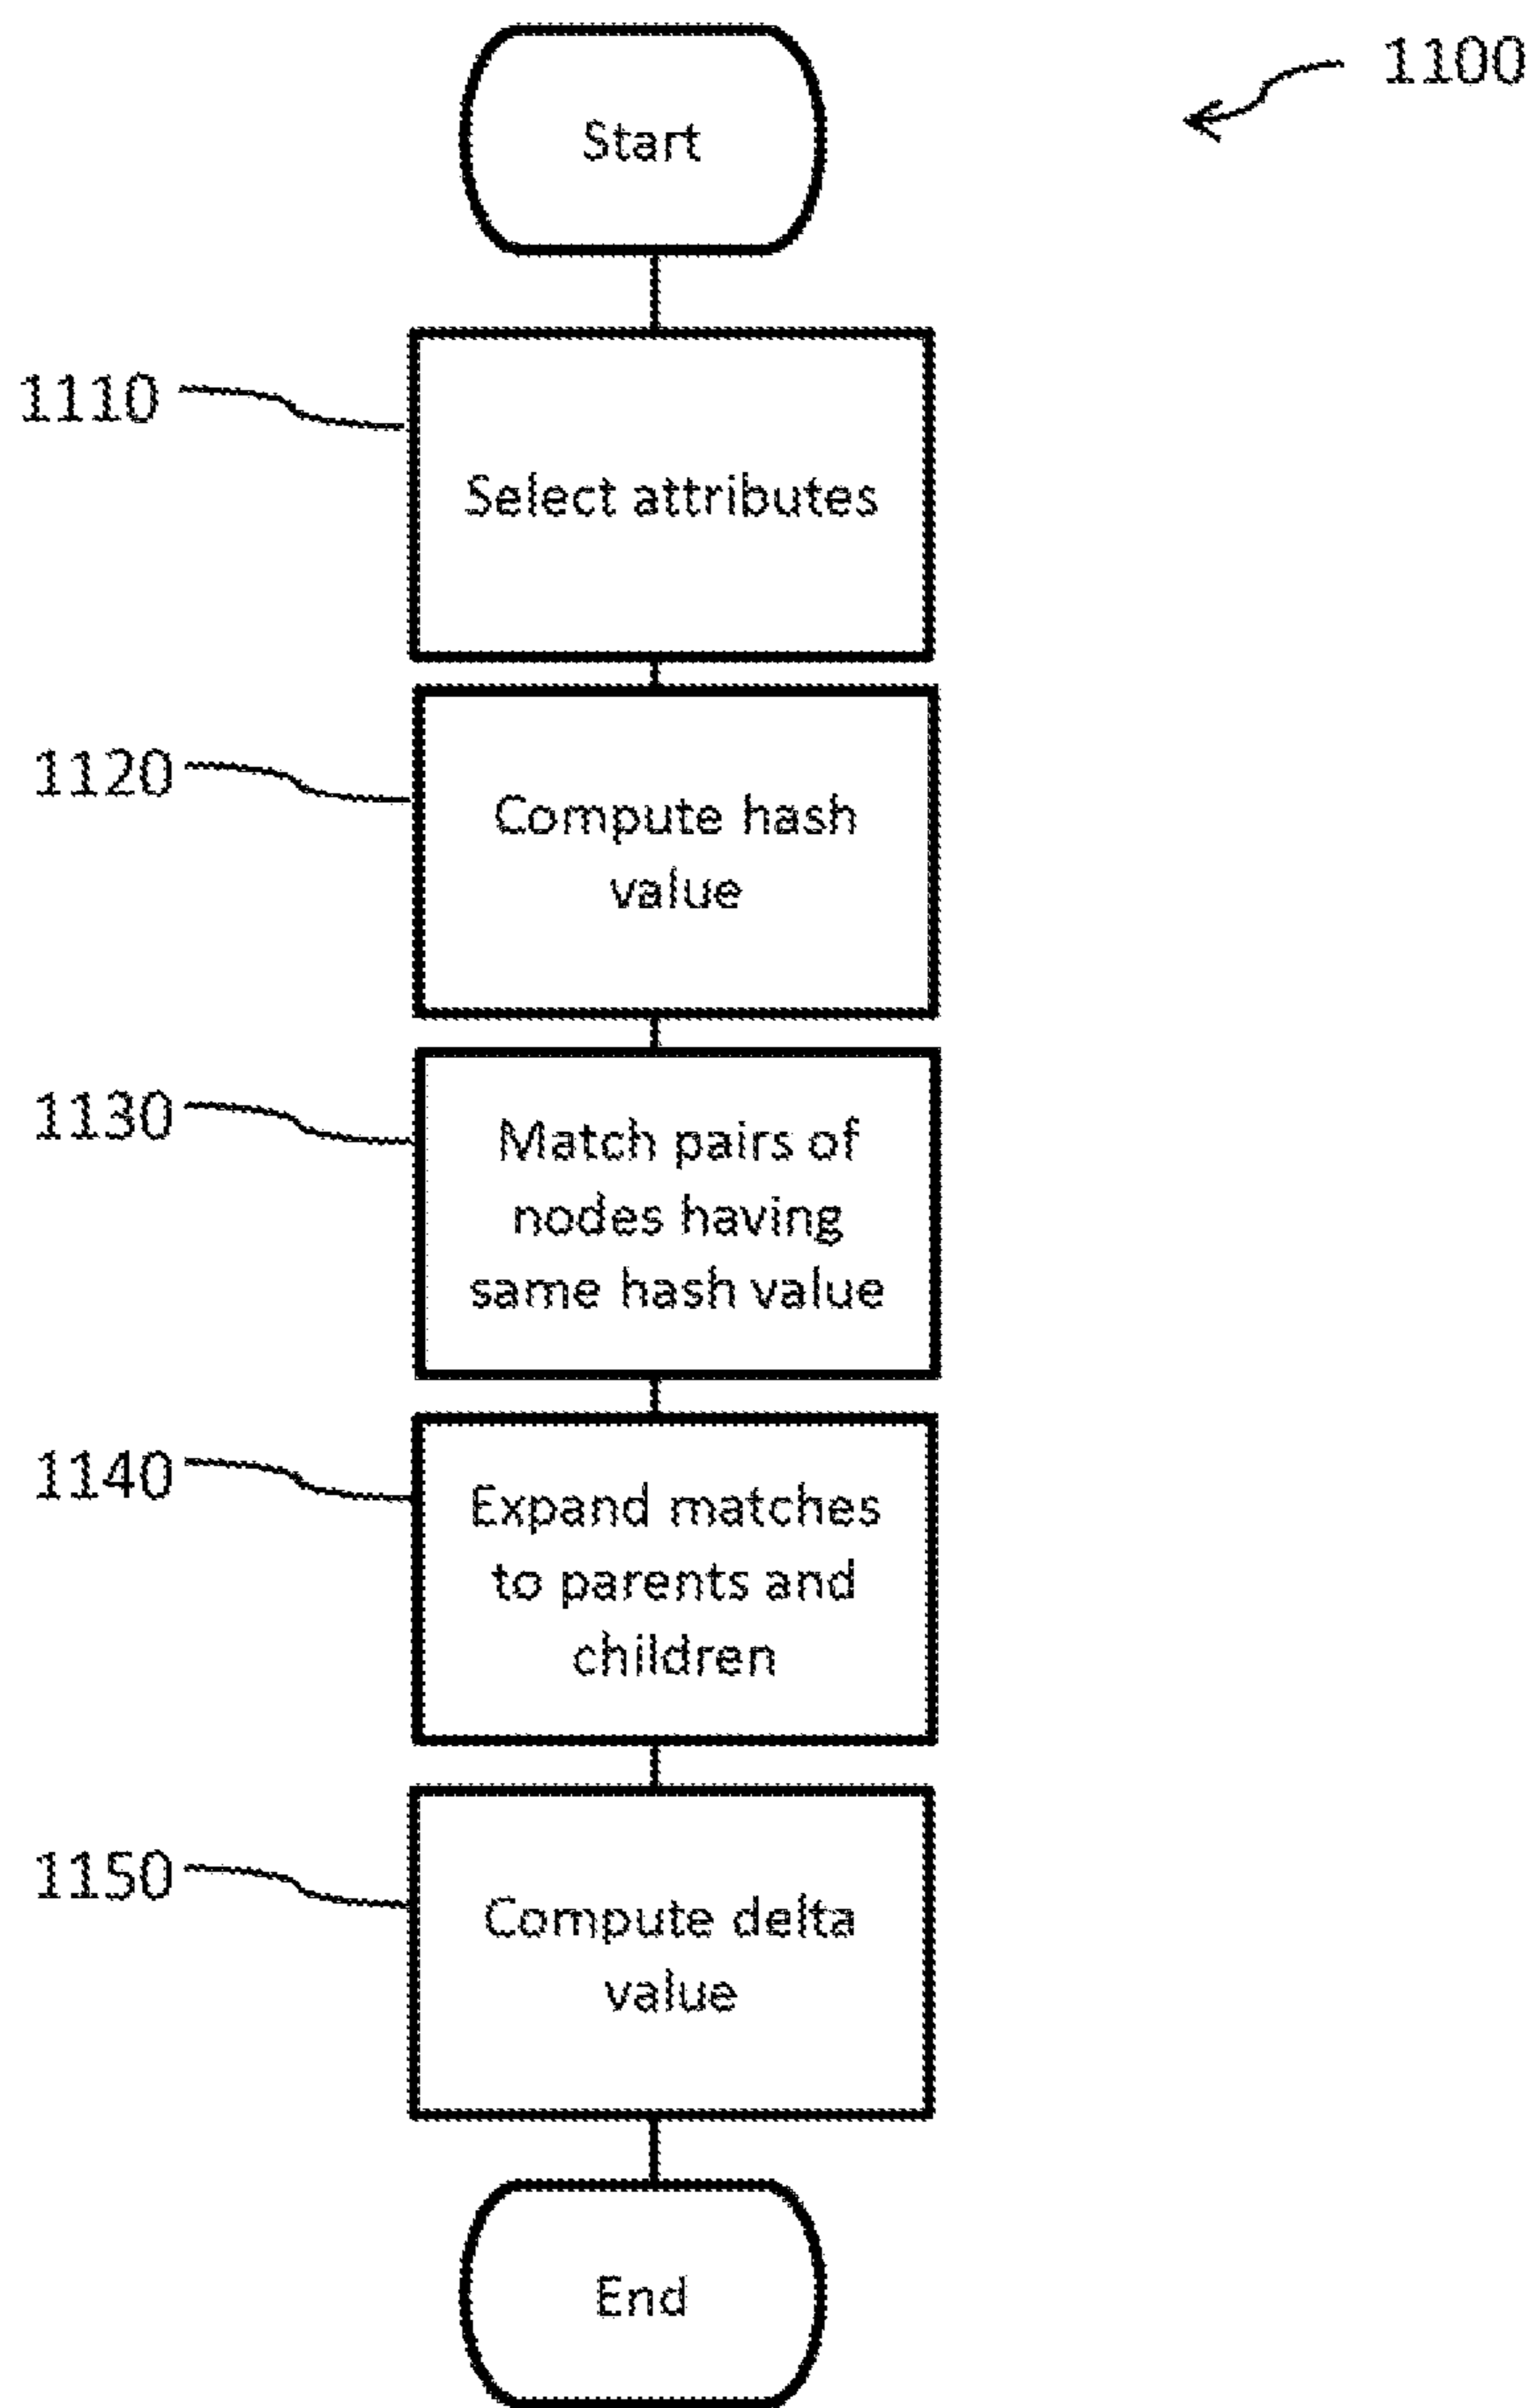 1100
Start
1110
Select attributes
1120
Compute hash
value
1130
Match pairs of
nodes having
same hash value
1140
Expand matches
to parents and
children
1150
Compute delta
value
End